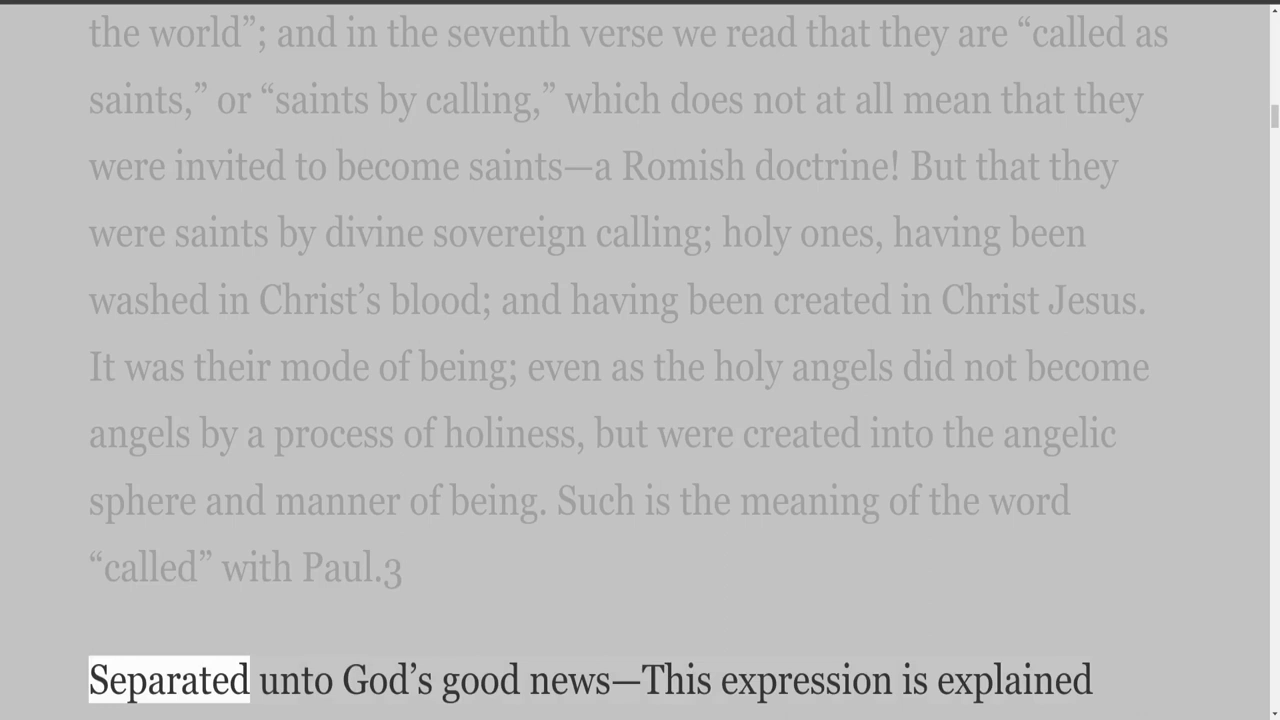 the world”; and in the seventh verse we read that they are “called as
saints,” or “saints by calling,” which does not at all mean that they
were invited to become saints—a Romish doctrine! But that they
were saints by divine sovereign calling; holy ones, having been
washed in Christ’s blood; and having been created in Christ Jesus.
It was their mode of being; even as the holy angels did not become
angels by a process of holiness, but were created into the angelic
sphere and manner of being. Such is the meaning of the word
“called” with Paul.3
Separated unto God’s good news—This expression is explained